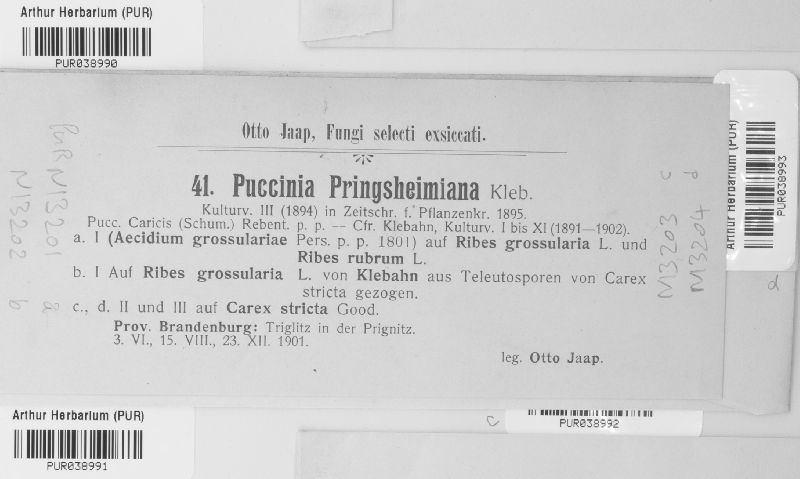 Arthur Herbarium (PUR)
PUR038990
Otto Jaap, Fungi selecti exsiccati.
41. Puccinia Pringsheimiana Kleb.
Kulturv. III (1894) in Zeitschr. f. Pflanzenkr. 1895.
Pucc. Caricis (Schum.) Rebent. p. p. — Cfr. Klebahn, Kulturv. I bis XI (1891—1902).
a. I (Aecidium grossulariae Pers. p. p. 1801) auf Ribes grossularia L. und
Ribes rubrum L.
b. I Auf Ribes grossularia L. von Klebahn aus Teleutosporen von Carex
stricta gezogen.
c., d. II und III auf Carex stricta Good.
Prov. Brandenburg: Triglitz in der Prignitz.
3. VI., 15. VIII., 23. XII. 1901.
leg. Otto Jaap.
PUR N13201 a
N13202 b
N13203 c
N13204 d
Arthur Herbarium (PUR)
PUR038993
d
Arthur Herbarium (PUR)
PUR038991
c
PUR038992